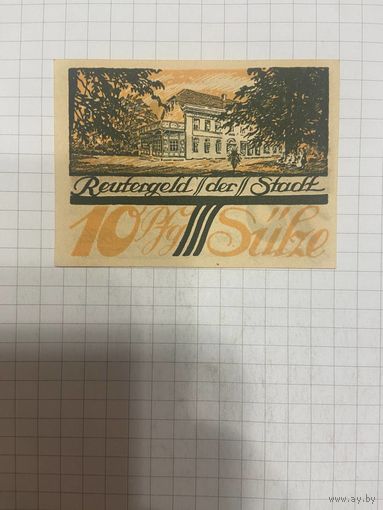 Reutergeld // der // Stadt
10 Pfg /// Sülze
www.ay.by